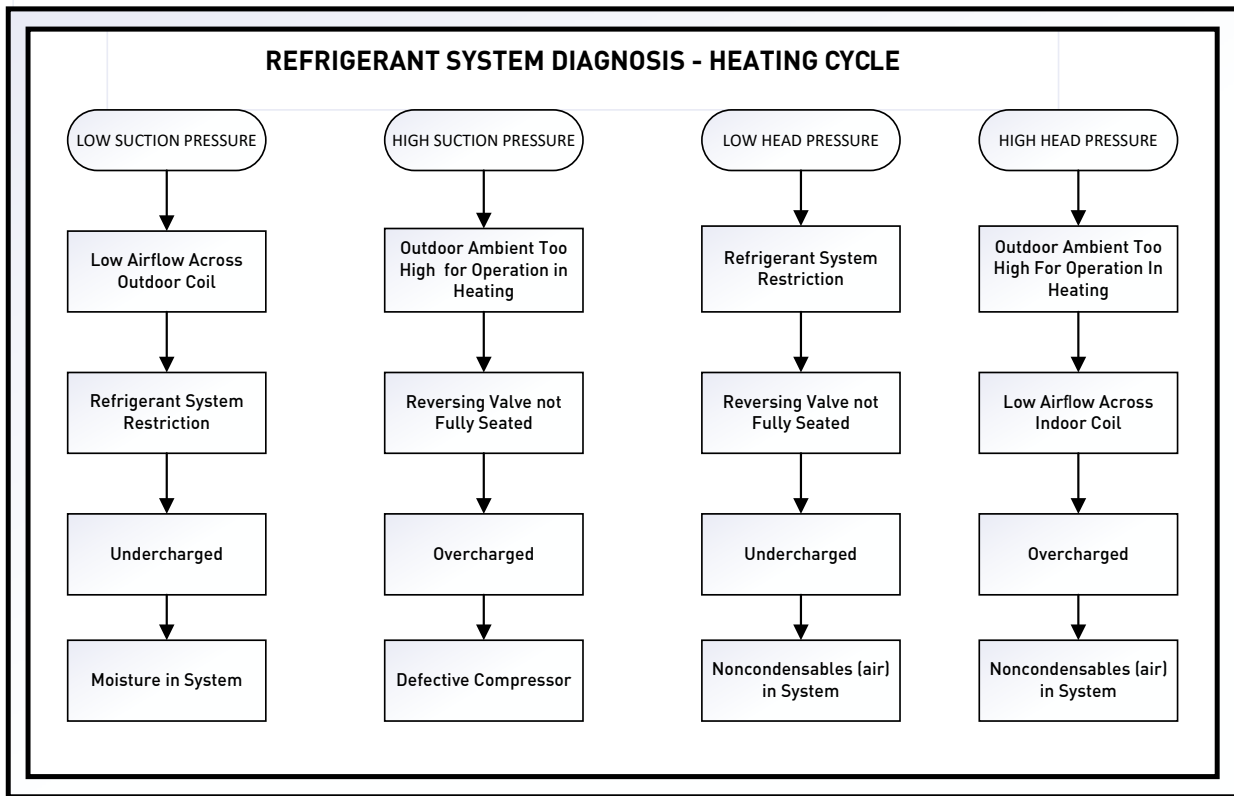 REFRIGERANT SYSTEM DIAGNOSIS - HEATING CYCLE
LOW SUCTION PRESSURE
Low Airflow Across
Outdoor Coil
Refrigerant System
Restriction
Undercharged
Moisture in System
HIGH SUCTION PRESSURE
Outdoor Ambient Too
High for Operation in
Heating
Reversing Valve not
Fully Seated
Overcharged
Defective Compressor
LOW HEAD PRESSURE
Refrigerant System
Restriction
Reversing Valve not
Fully Seated
Undercharged
Noncondensables (air)
in System
HIGH HEAD PRESSURE
Outdoor Ambient Too
High For Operation In
Heating
Low Airflow Across
Indoor Coil
Overcharged
Noncondensables (air)
in System